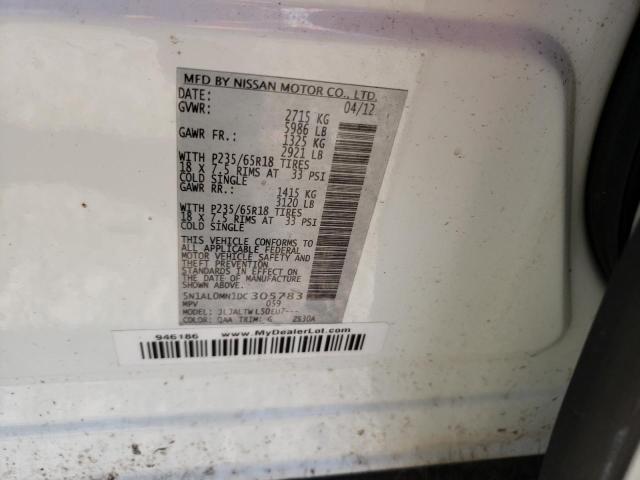 MFD BY NISSAN MOTOR CO., LTD.
DATE: 04/12
GVWR: 2715 KG
5986 LB
GAWR FR.: 1325 KG
2921 LB
WITH P235/65R18 TIRES
18 X 7.5 RIMS AT 33 PSI
COLD SINGLE
GAWR RR.: 1415 KG
3120 LB
WITH P235/65R18 TIRES
18 X 7.5 RIMS AT 33 PSI
COLD SINGLE
THIS VEHICLE CONFORMS TO
ALL APPLICABLE FEDERAL
MOTOR VEHICLE SAFETY AND
THEFT PREVENTION
STANDARDS IN EFFECT ON
THE DATE OF MANUFACTURE
SHOWN ABOVE.
5N1AL0MN1DC305783
MPV 059
MODEL:
COLOR: QAA TRIM: G ZS30A
946186 www.MyDealerLot.com